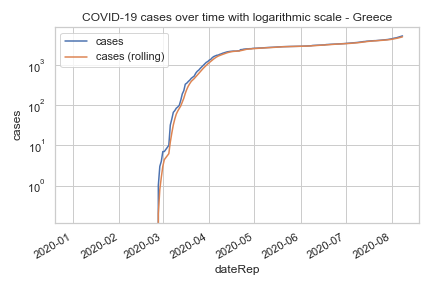 COVID-19 cases over time with logarithmic scale - Greece
cases
cases (rolling)
10³
10²
10¹
10⁰
cases
2020-01
2020-02
2020-03
2020-04
2020-05
2020-06
2020-07
2020-08
dateRep